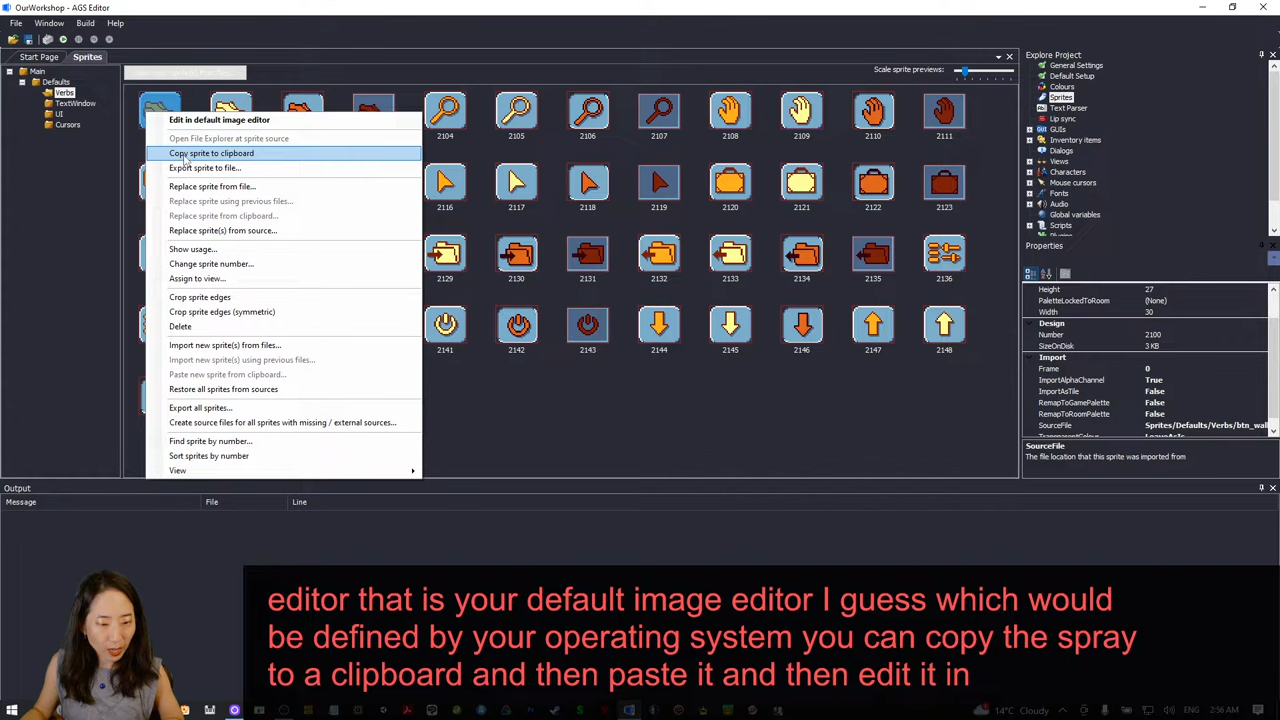 OurWorkshop - AGS Editor
File Window Build Help
Start Page Sprites
Main
Defaults
Verbs
TextWindow
UI
Cursors
Scale sprite previews:
Edit in default image editor
Open File Explorer at sprite source
Copy sprite to clipboard
Export sprite to file...
Replace sprite from file...
Replace sprite using previous files...
Replace sprite from clipboard...
Replace sprite(s) from source...
Show usage...
Change sprite number...
Assign to view...
Crop sprite edges
Crop sprite edges (symmetric)
Delete
Import new sprite(s) from files...
Import new sprite(s) using previous files...
Paste new sprite from clipboard...
Restore all sprites from sources
Export all sprites...
Create source files for all sprites with missing / external sources...
Find sprite by number...
Sort sprites by number
View
2104 2105 2106 2107 2108 2109 2110 2111
2116 2117 2118 2119 2120 2121 2122 2123
2129 2130 2131 2132 2133 2134 2135 2136
2141 2142 2143 2144 2145 2146 2147 2148
Explore Project
General Settings
Default Setup
Colours
Sprites
Text Parser
Lip sync
GUIs
Inventory items
Dialogs
Views
Characters
Mouse cursors
Fonts
Audio
Global variables
Scripts
Properties
Height 27
PaletteLockedToRoom (None)
Width 30
Design
Number 2100
SizeOnDisk 3 KB
Import
Frame 0
ImportAlphaChannel True
ImportAsTile False
RemapToGamePalette False
RemapToRoomPalette False
SourceFile Sprites/Defaults/Verbs/btn_wall
SourceFile
The file location that this sprite was imported from
Output
Message File Line
editor that is your default image editor I guess which would
be defined by your operating system you can copy the spray
to a clipboard and then paste it and then edit it in
14°C Cloudy ENG 2:56 AM